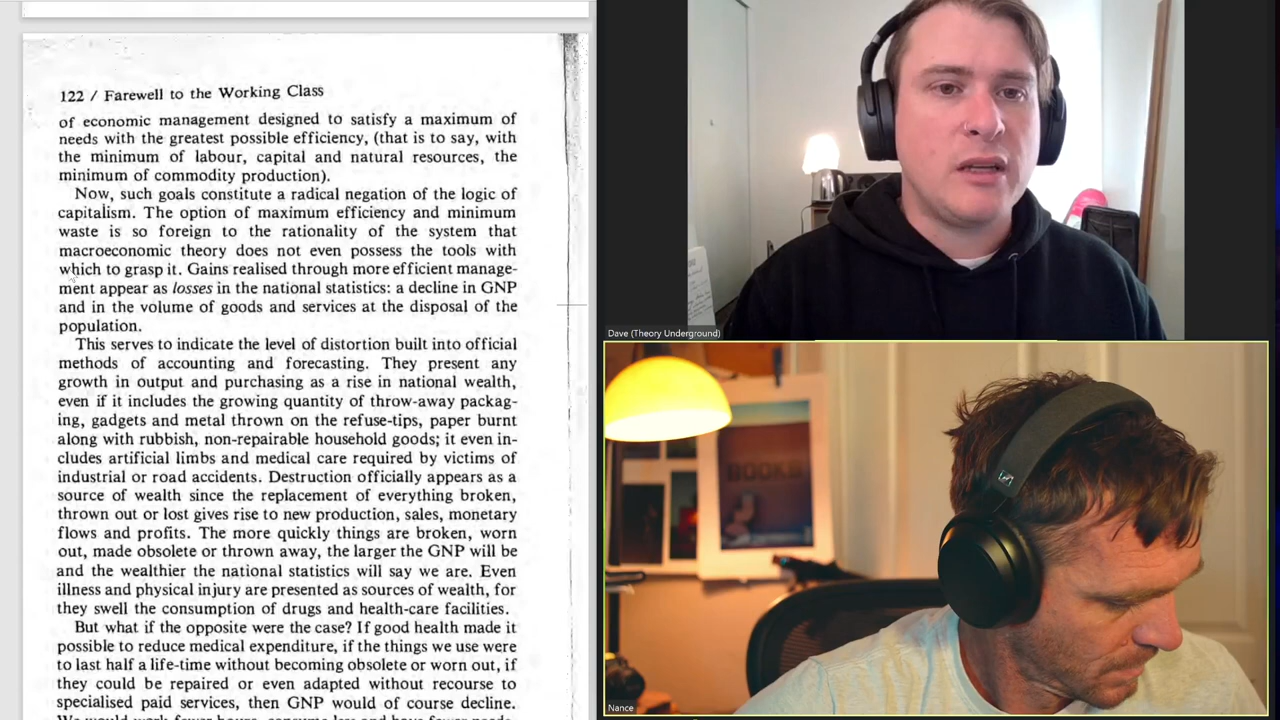 122 / Farewell to the Working Class
of economic management designed to satisfy a maximum of
needs with the greatest possible efficiency, (that is to say, with
the minimum of labour, capital and natural resources, the
minimum of commodity production).
Now, such goals constitute a radical negation of the logic of
capitalism. The option of maximum efficiency and minimum
waste is so foreign to the rationality of the system that
macroeconomic theory does not even possess the tools with
which to grasp it. Gains realised through more efficient manage-
ment appear as losses in the national statistics: a decline in GNP
and in the volume of goods and services at the disposal of the
population.
This serves to indicate the level of distortion built into official
methods of accounting and forecasting. They present any
growth in output and purchasing as a rise in national wealth,
even if it includes the growing quantity of throw-away packag-
ing, gadgets and metal thrown on the refuse-tips, paper burnt
along with rubbish, non-repairable household goods; it even in-
cludes artificial limbs and medical care required by victims of
industrial or road accidents. Destruction officially appears as a
source of wealth since the replacement of everything broken,
thrown out or lost gives rise to new production, sales, monetary
flows and profits. The more quickly things are broken, worn
out, made obsolete or thrown away, the larger the GNP will be
and the wealthier the national statistics will say we are. Even
illness and physical injury are presented as sources of wealth, for
they swell the consumption of drugs and health-care facilities.
But what if the opposite were the case? If good health made it
possible to reduce medical expenditure, if the things we use were
to last half a life-time without becoming obsolete or worn out, if
they could be repaired or even adapted without recourse to
specialised paid services, then GNP would of course decline.
We would work fewer hours, consume less and have fewer needs.
Dave (Theory Underground)
BOOKS
Nance